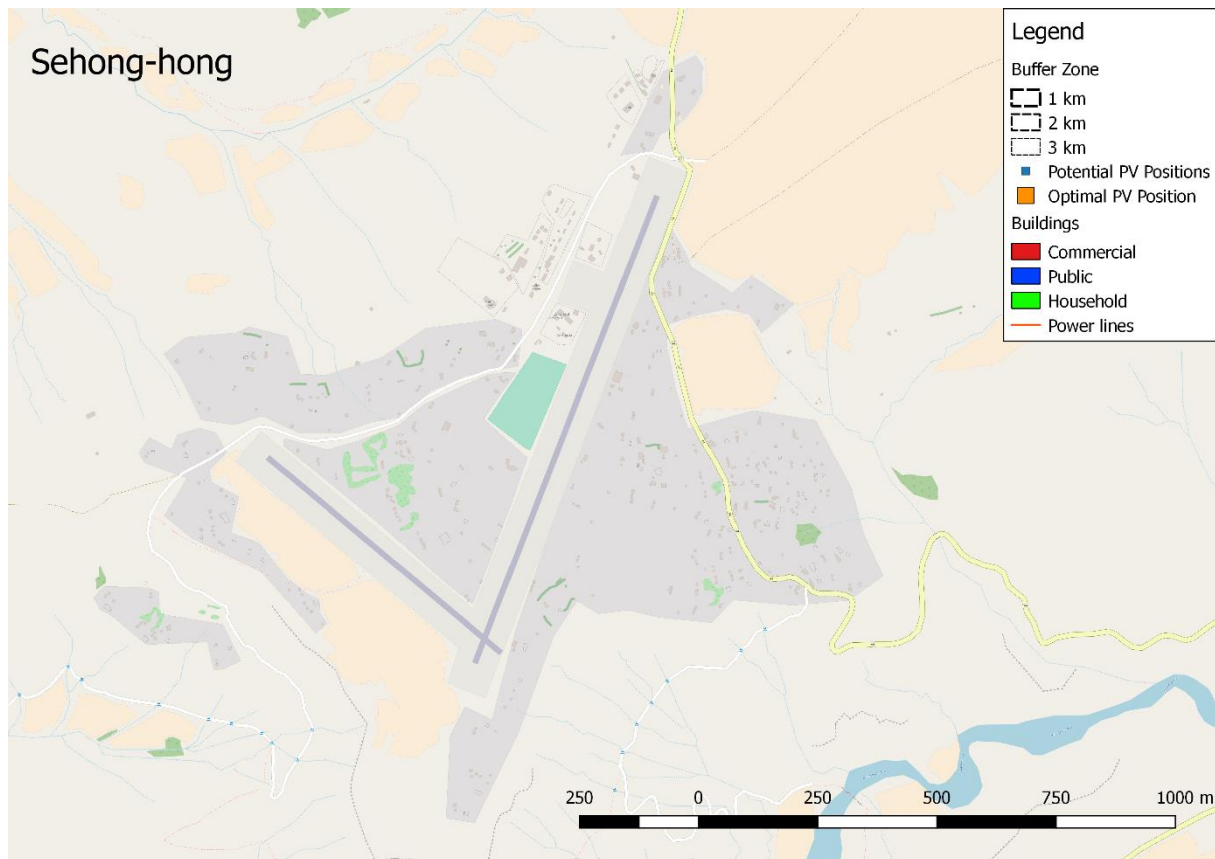 Sehong-hong
Legend
Buffer Zone
1 km
2 km
3 km
Potential PV Positions
Optimal PV Position
Buildings
Commercial
Public
Household
Power lines
250 0 250 500 750 1000 m